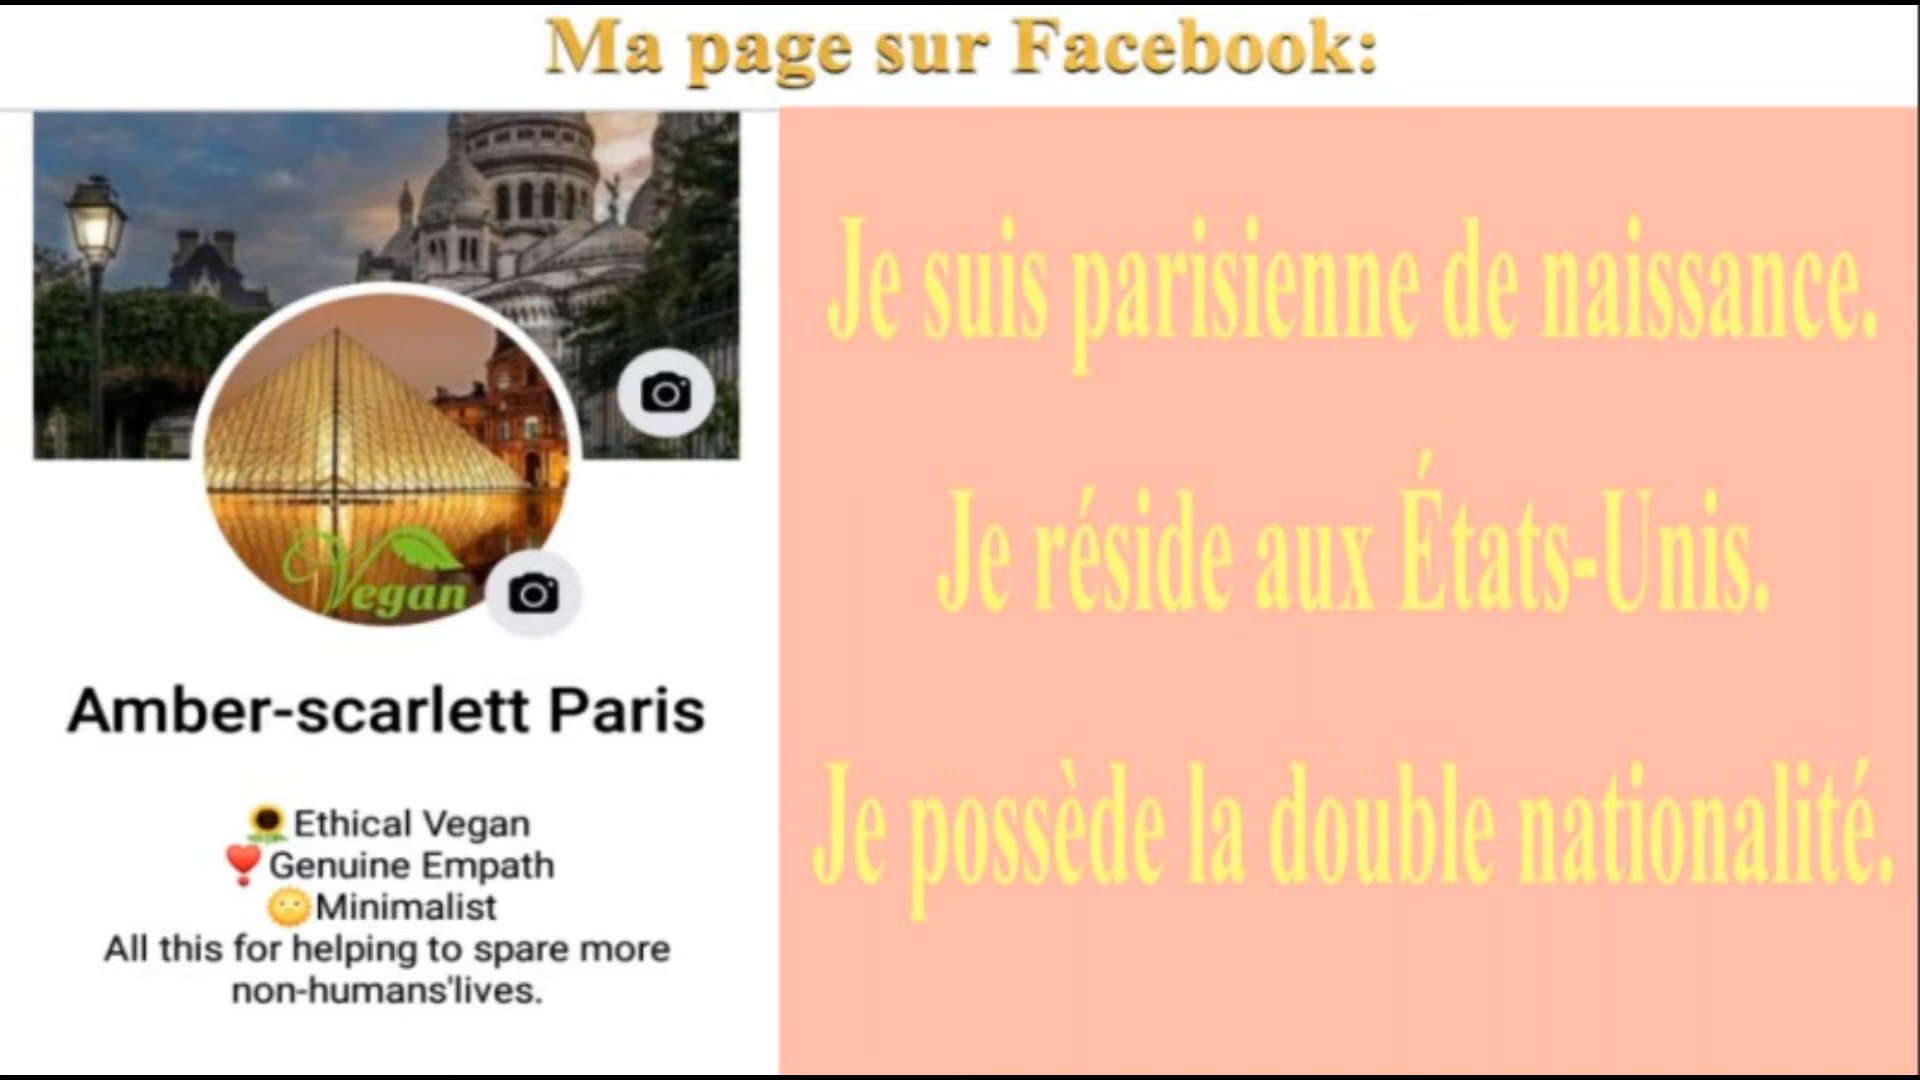 Ma page sur Facebook:
Vegan
Amber-scarlett Paris
🌻Ethical Vegan
❣️Genuine Empath
🌝Minimalist
All this for helping to spare more
non-humans'lives.
Je suis parisienne de naissance.
Je réside aux États-Unis.
Je possède la double nationalité.